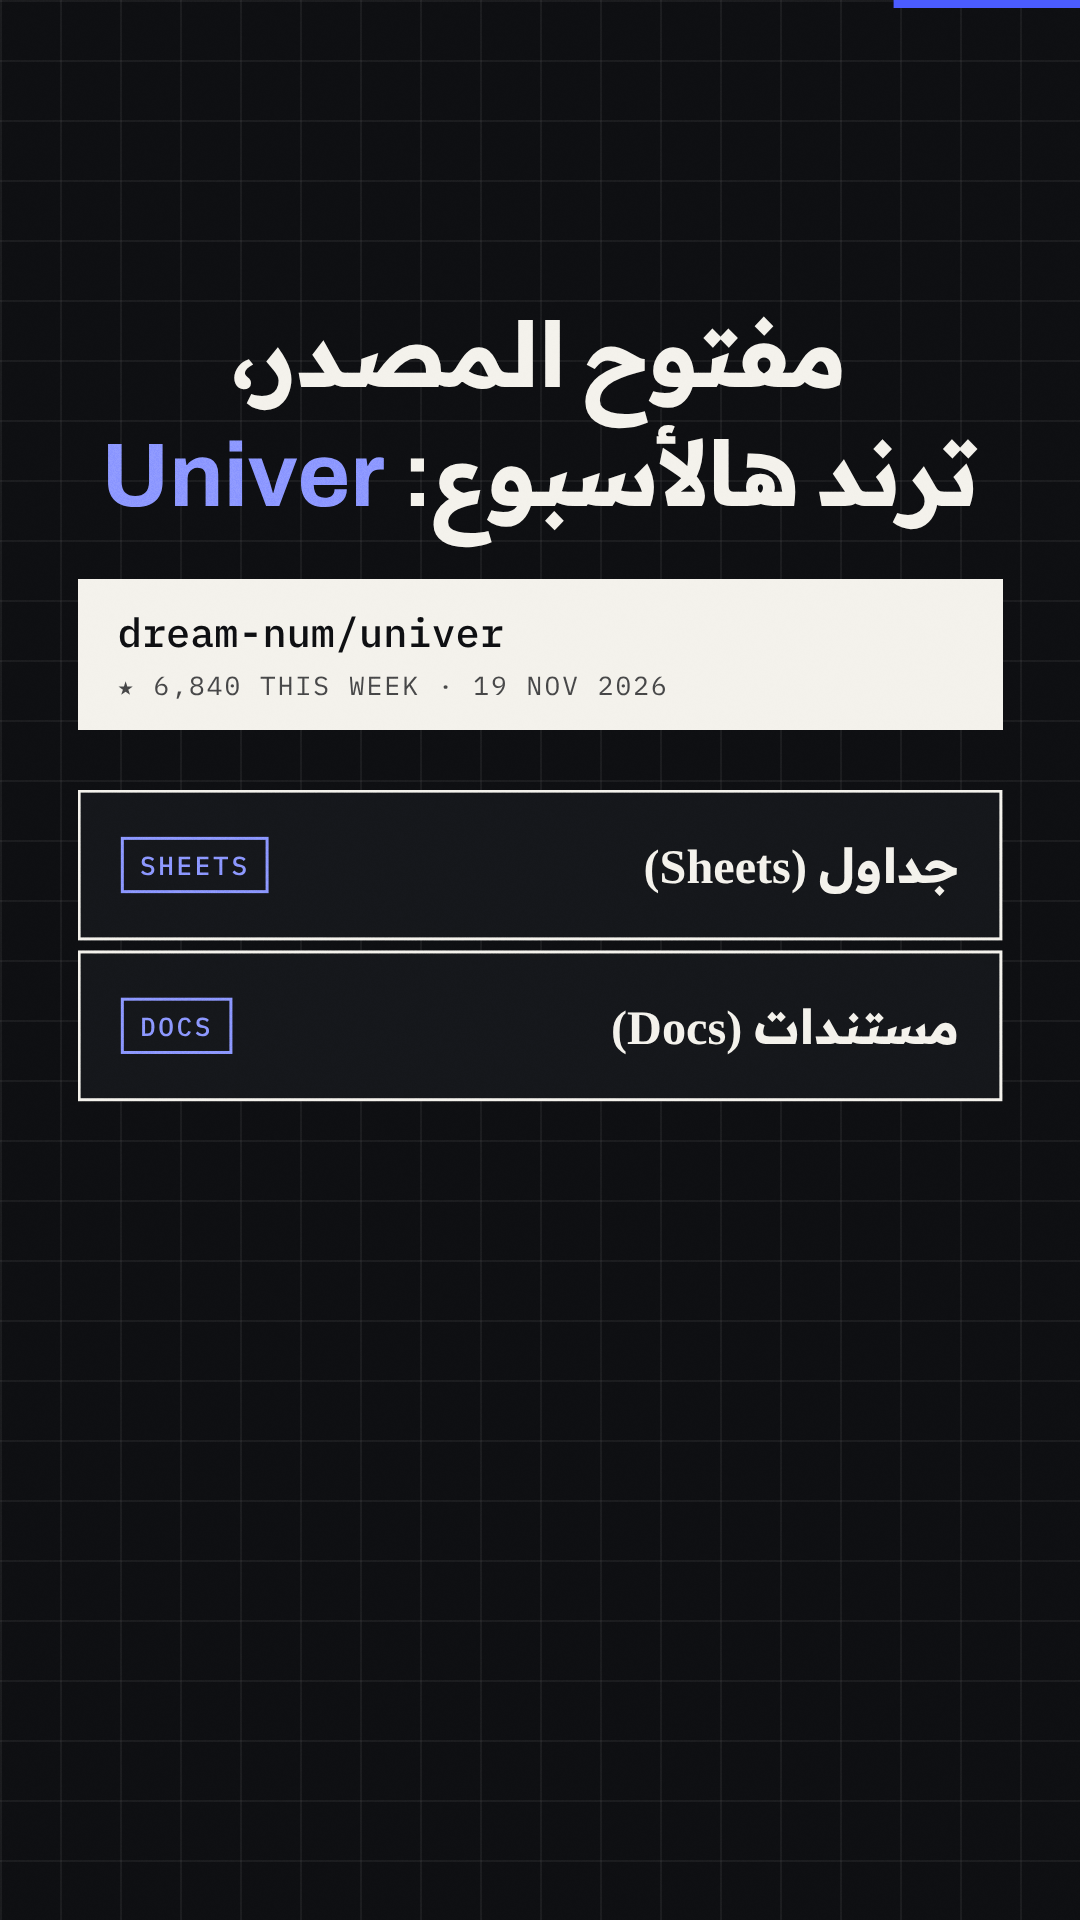 مفتوح المصدر،
ترند هالأسبوع: Univer
dream-num/univer
★ 6,840 THIS WEEK · 19 NOV 2026
جداول (Sheets)
SHEETS
مستندات (Docs)
DOCS